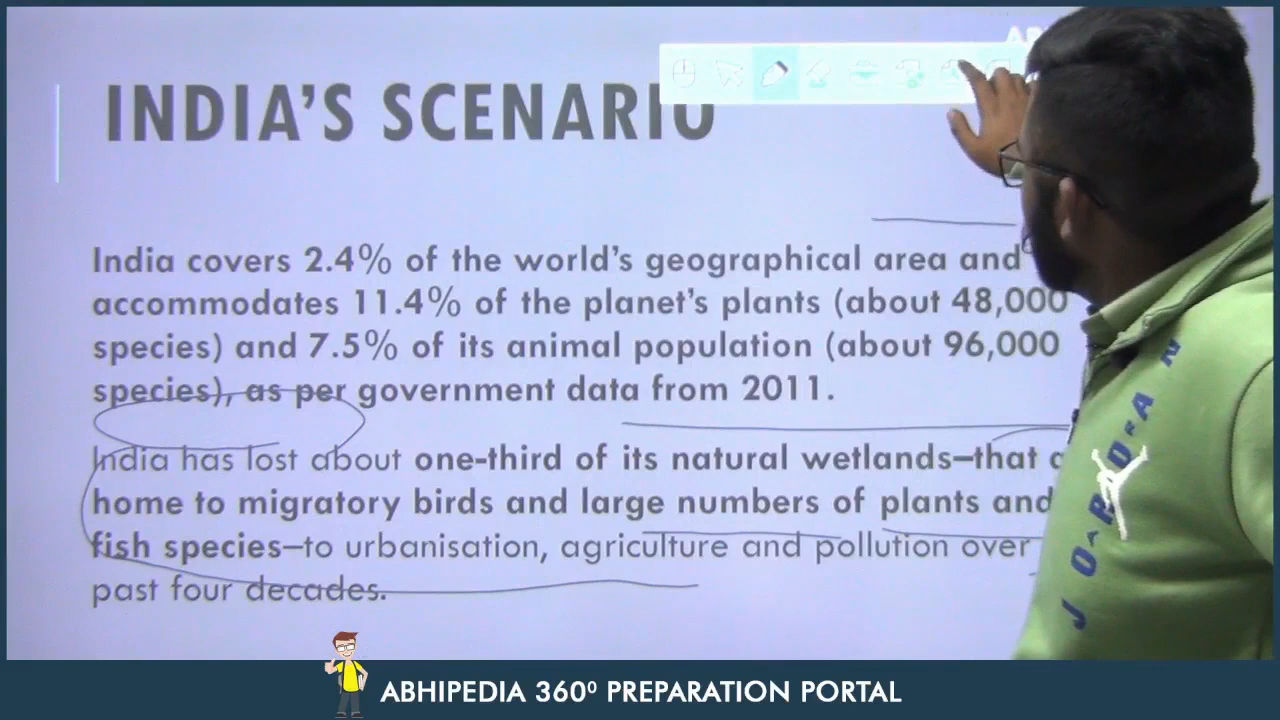 INDIA'S SCENARIO
India covers 2.4% of the world's geographical area and
accommodates 11.4% of the planet's plants (about 48,000
species) and 7.5% of its animal population (about 96,000
species), as per government data from 2011.
India has lost about one-third of its natural wetlands—that
home to migratory birds and large numbers of plants and
fish species—to urbanisation, agriculture and pollution over
past four decades.
JORDAN
ABHIPEDIA 360⁰ PREPARATION PORTAL